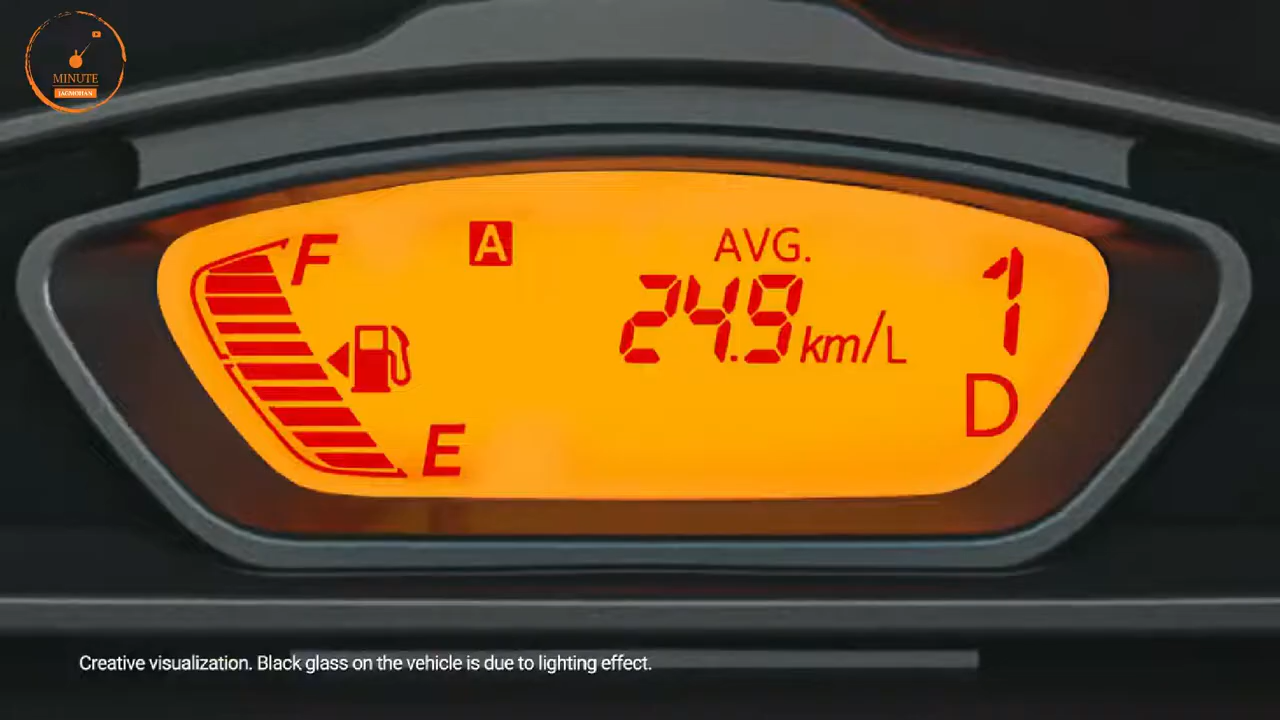 MINUTE
JAGMOHAN
F
A
AVG.
1
24.9 km/L
D
E
Creative visualization. Black glass on the vehicle is due to lighting effect.